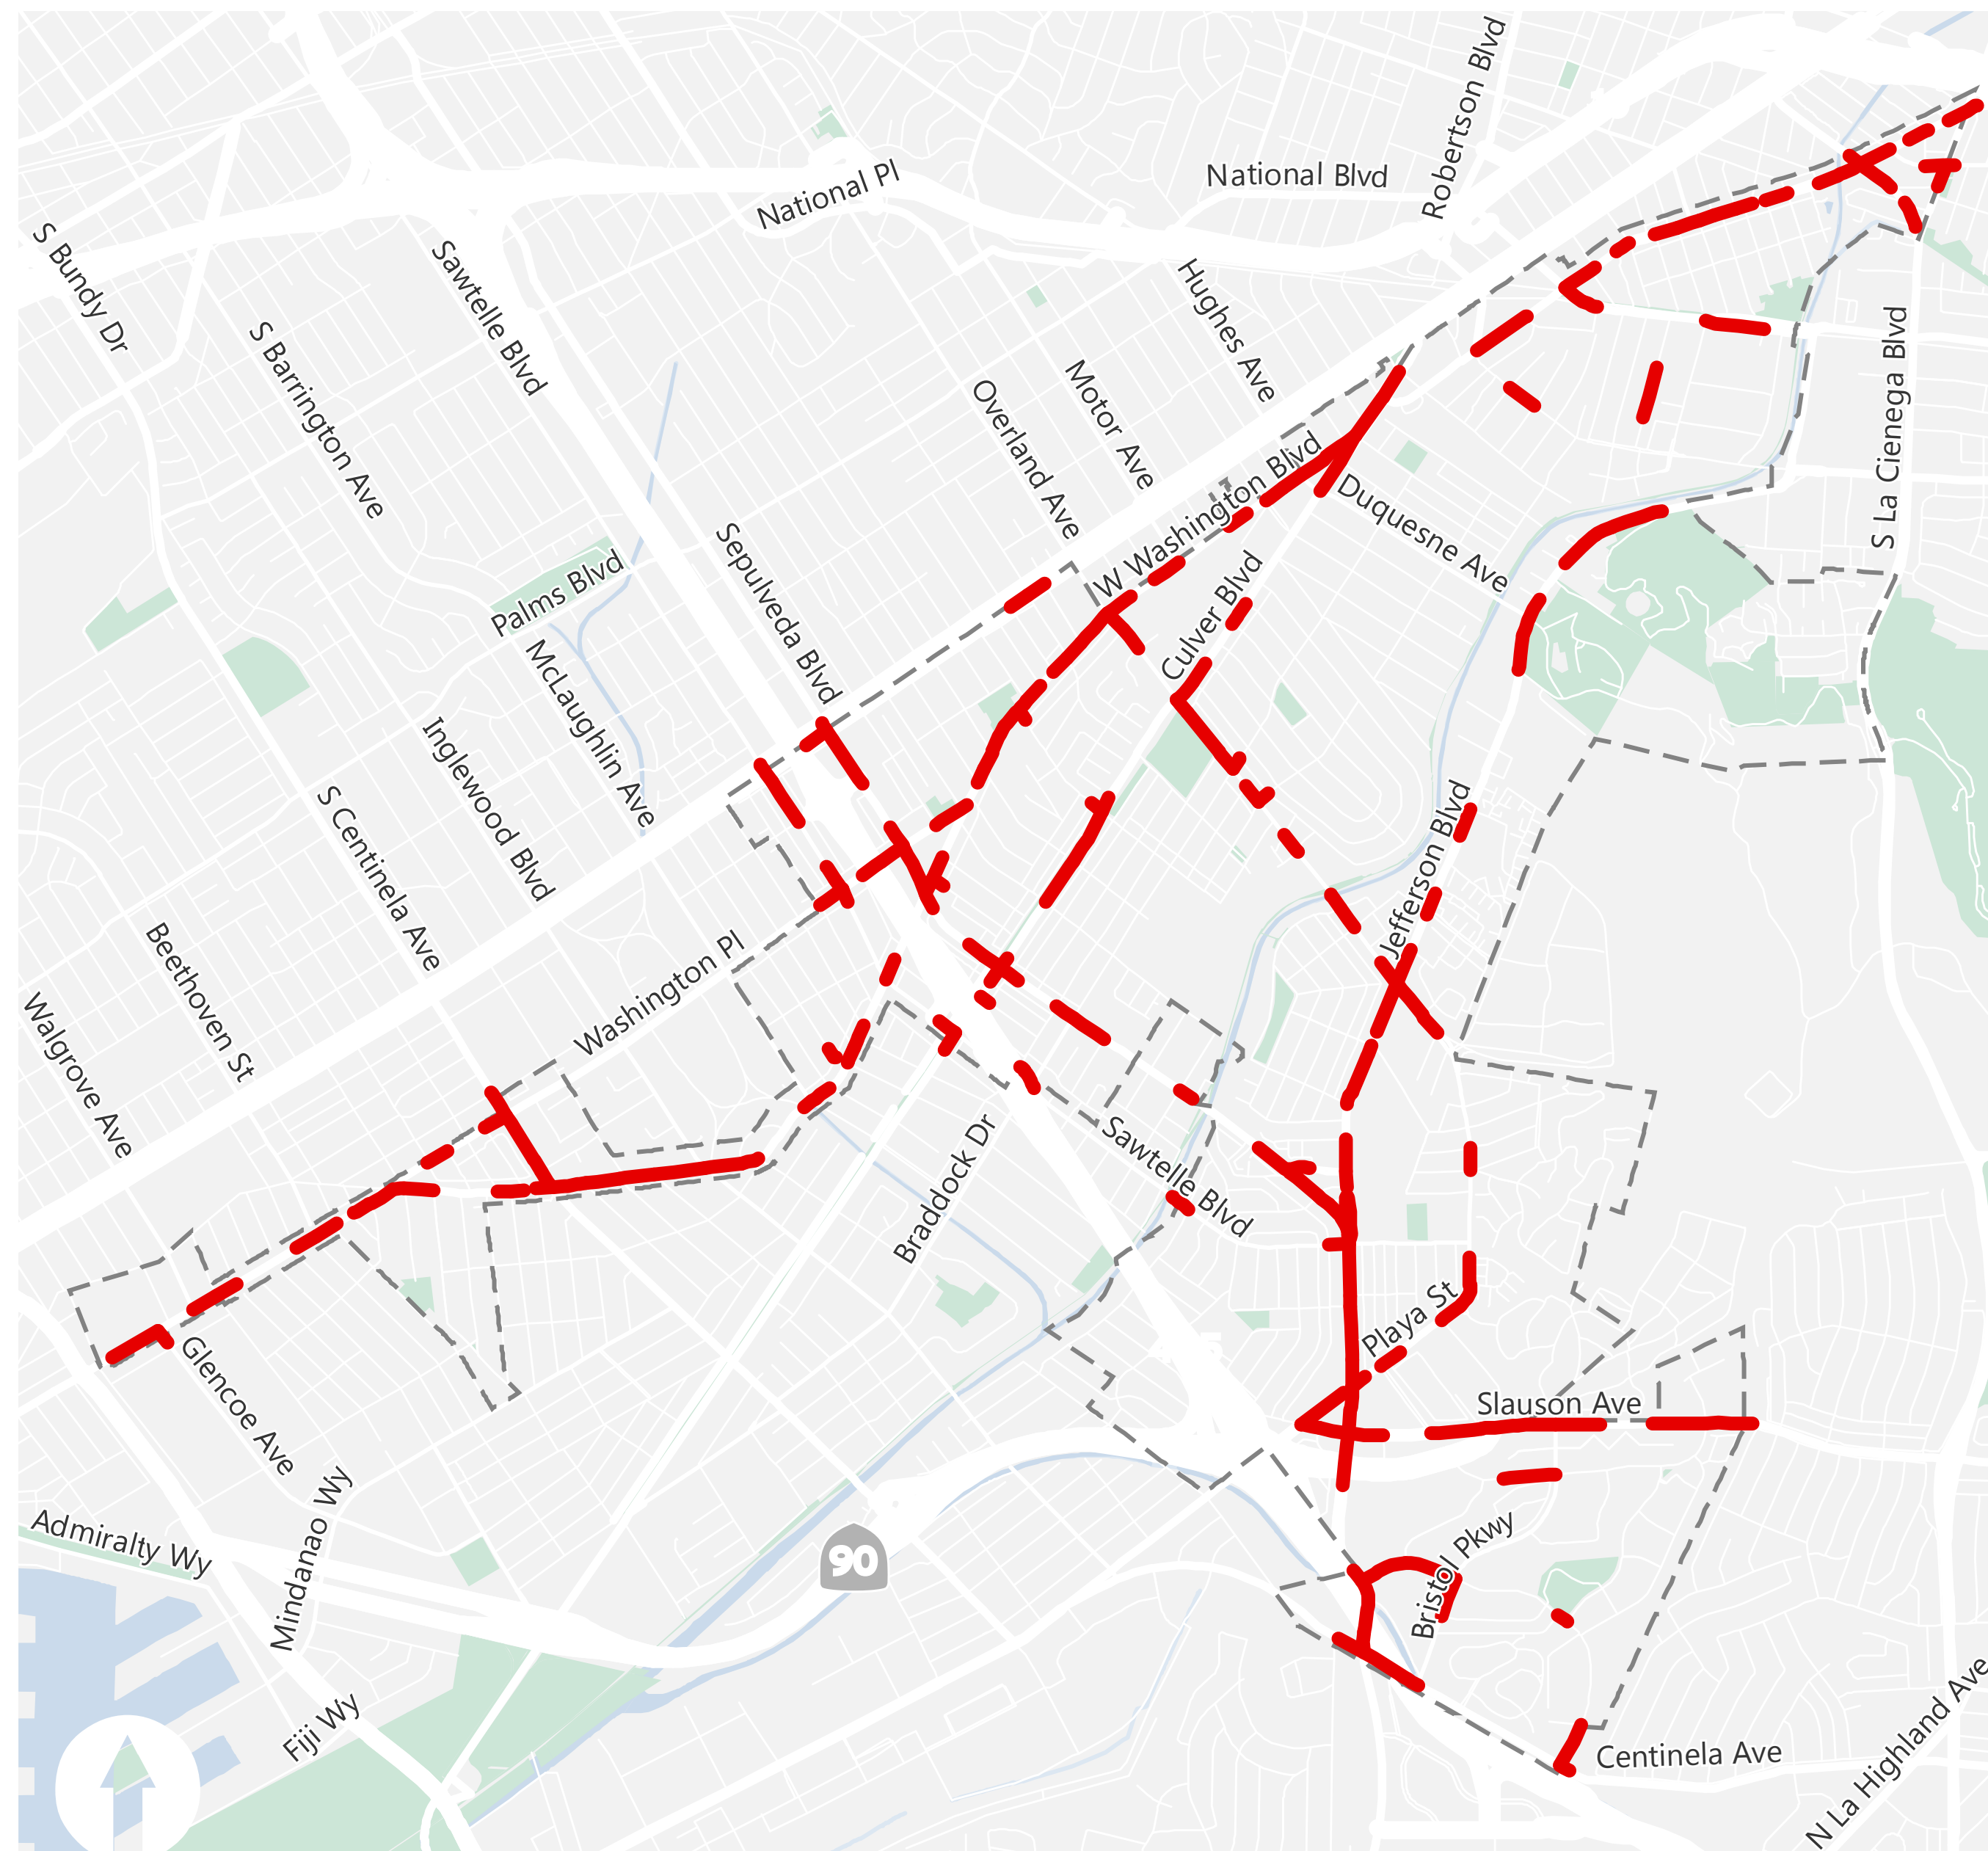 Robertson Blvd
National Blvd
National Pl
S Bundy Dr
Sawtelle Blvd
Hughes Ave
S Barrington Ave
Motor Ave
Overland Ave
S La Cienega Blvd
W Washington Blvd
Duquesne Ave
Sepulveda Blvd
Palms Blvd
Culver Blvd
McLaughlin Ave
Inglewood Blvd
S Centinela Ave
Jefferson Blvd
Beethoven St
Washington Pl
Walgrove Ave
Braddock Dr
Sawtelle Blvd
Playa St
Glencoe Ave
Slauson Ave
Mindanao Wy
Admiralty Wy
90
Bristol Pkwy
Fiji Wy
Centinela Ave
N La Highland Ave